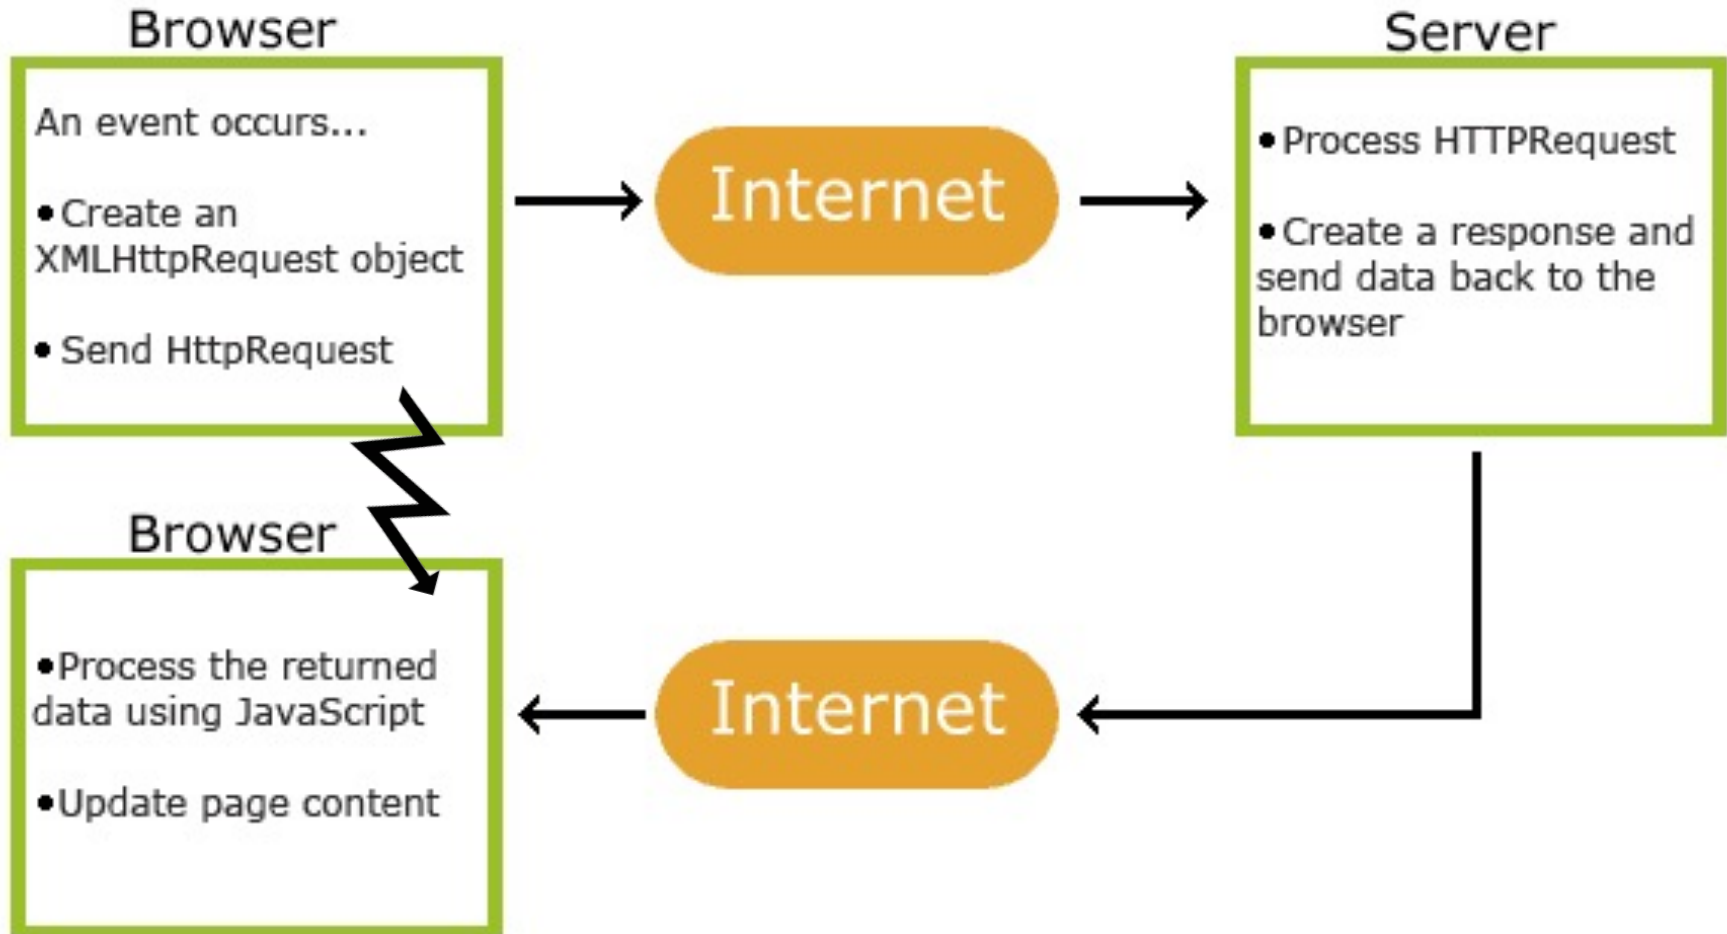 Browser
An event occurs...
•Create an
XMLHttpRequest object
• Send HttpRequest
Internet
Server
•Process HTTPRequest
•Create a response and
send data back to the
browser
Browser
•Process the returned
data using JavaScript
•Update page content
Internet